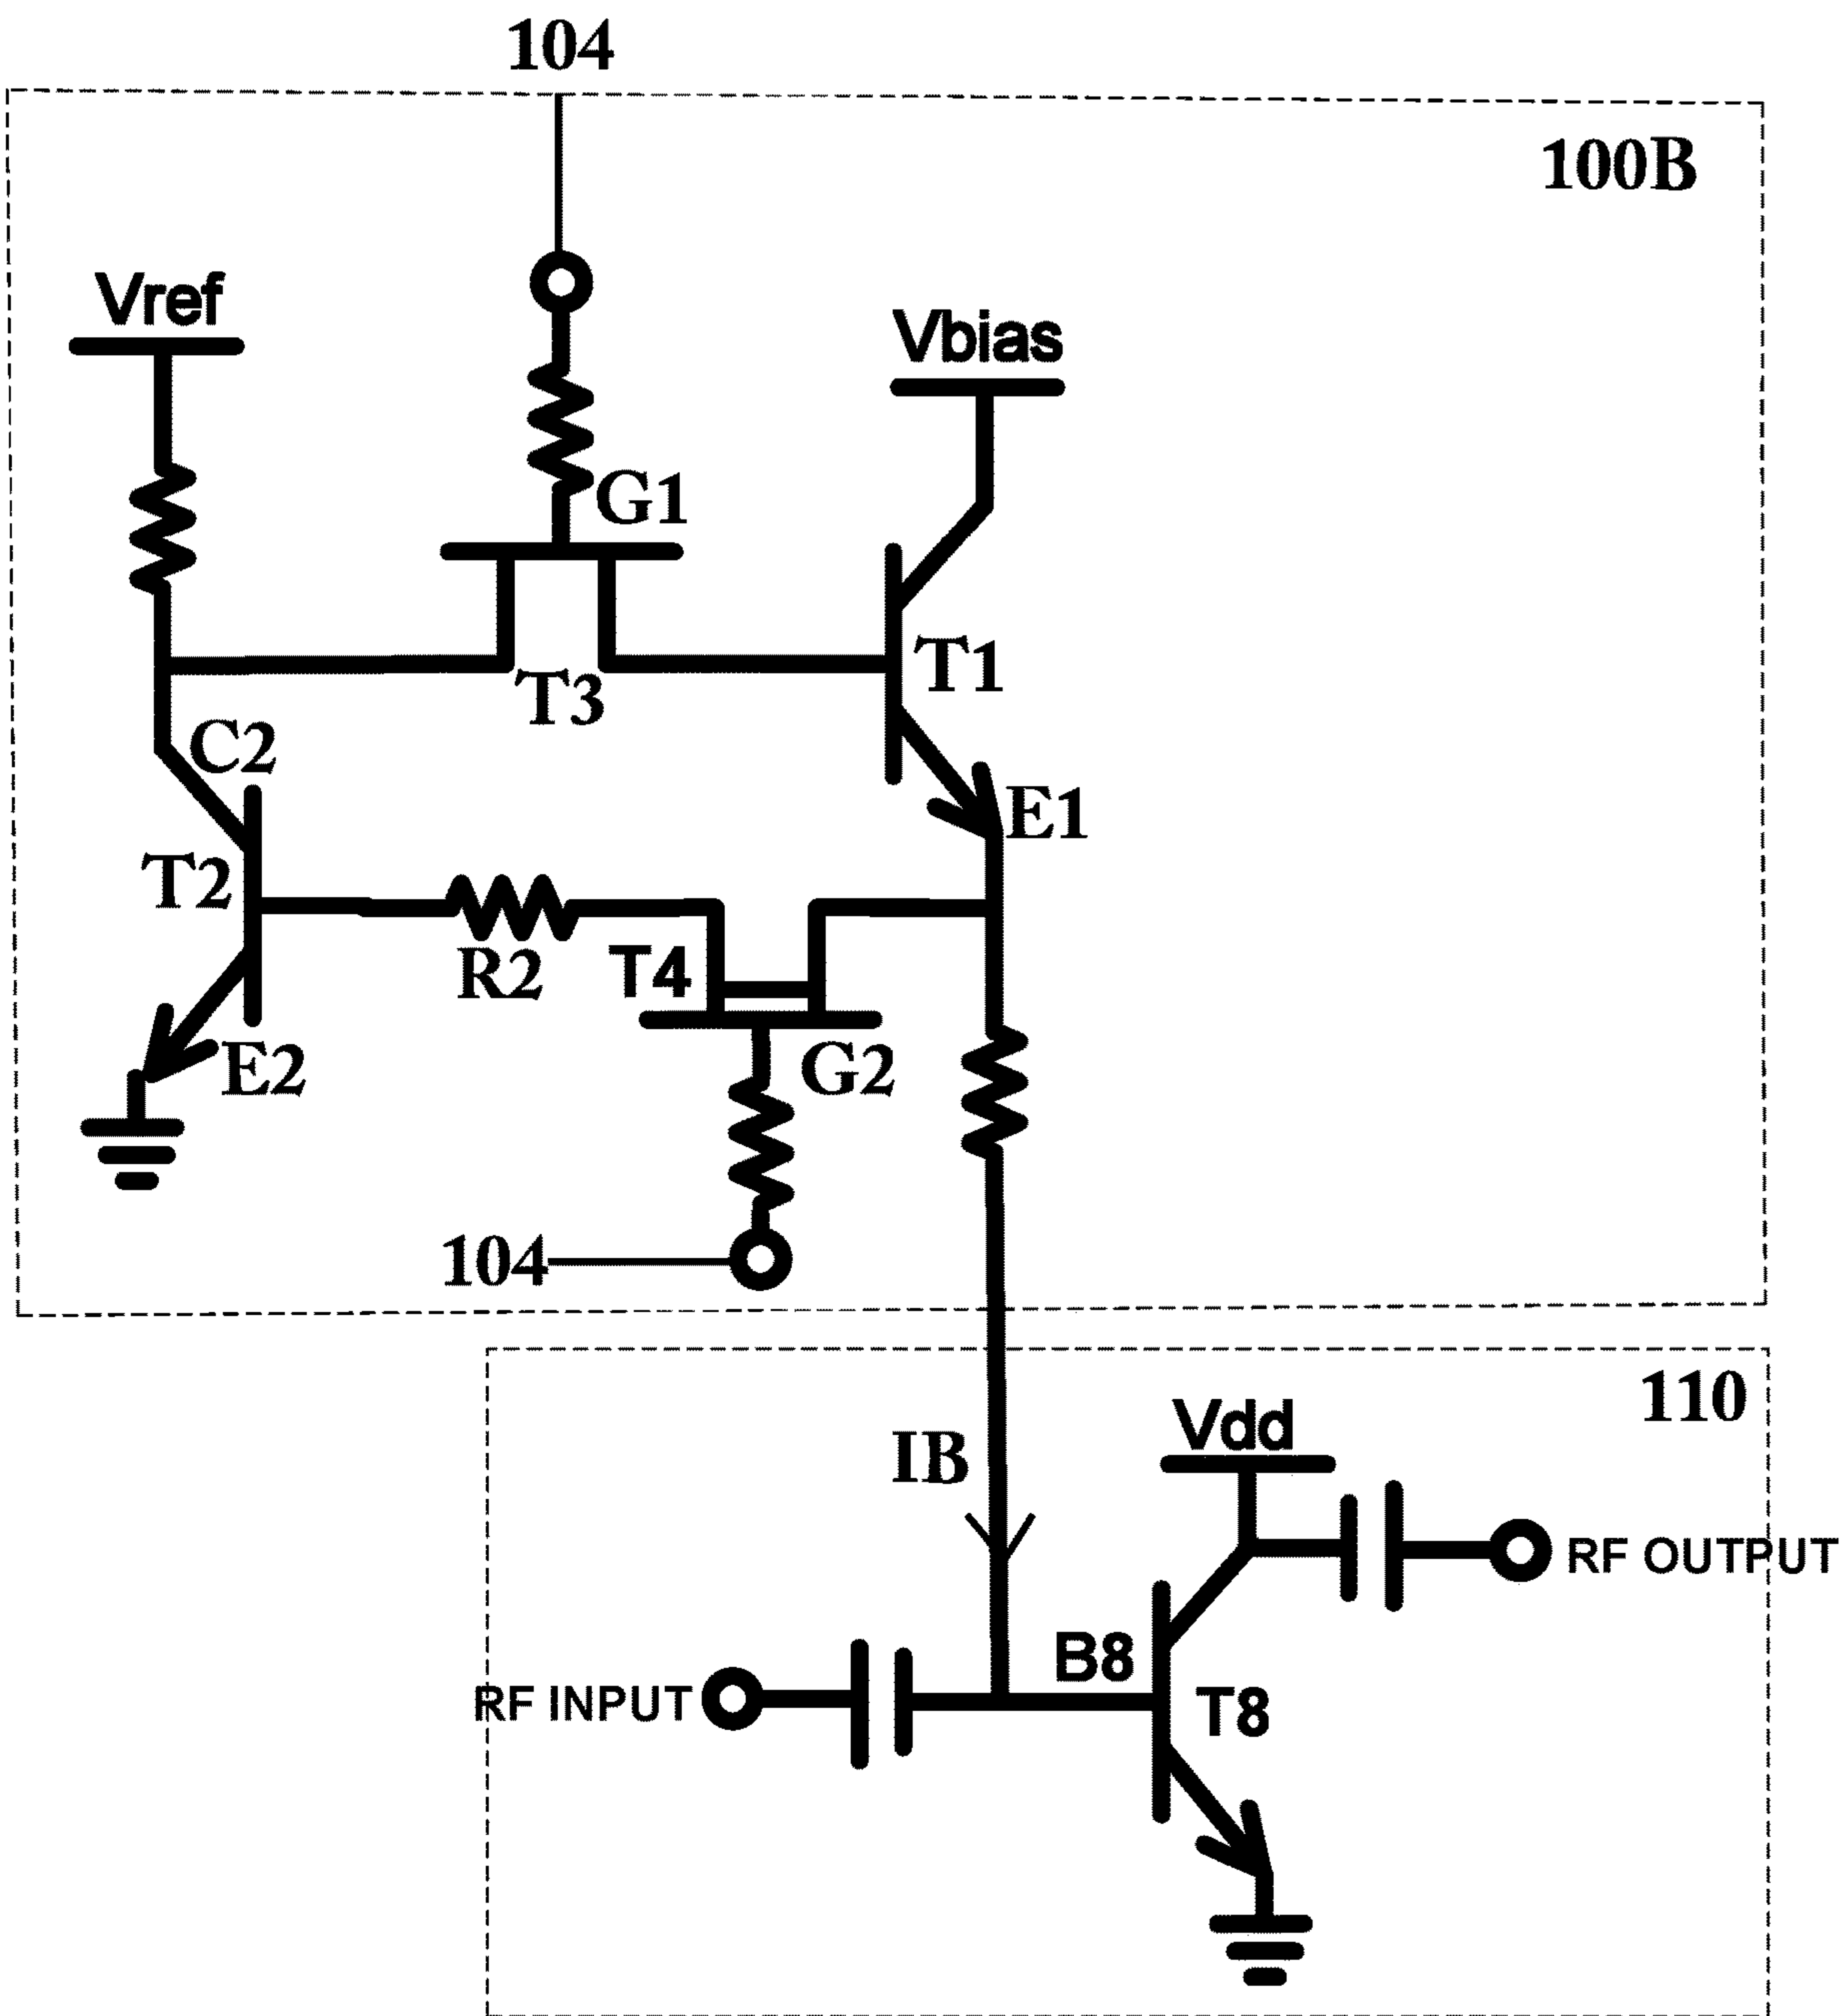 104
100B
Vref
Vbias
G1
T1
T3
C2
E1
T2
R2
T4
E2
G2
104
110
Vdd
IB
RF OUTPUT
B8
RF INPUT
T8